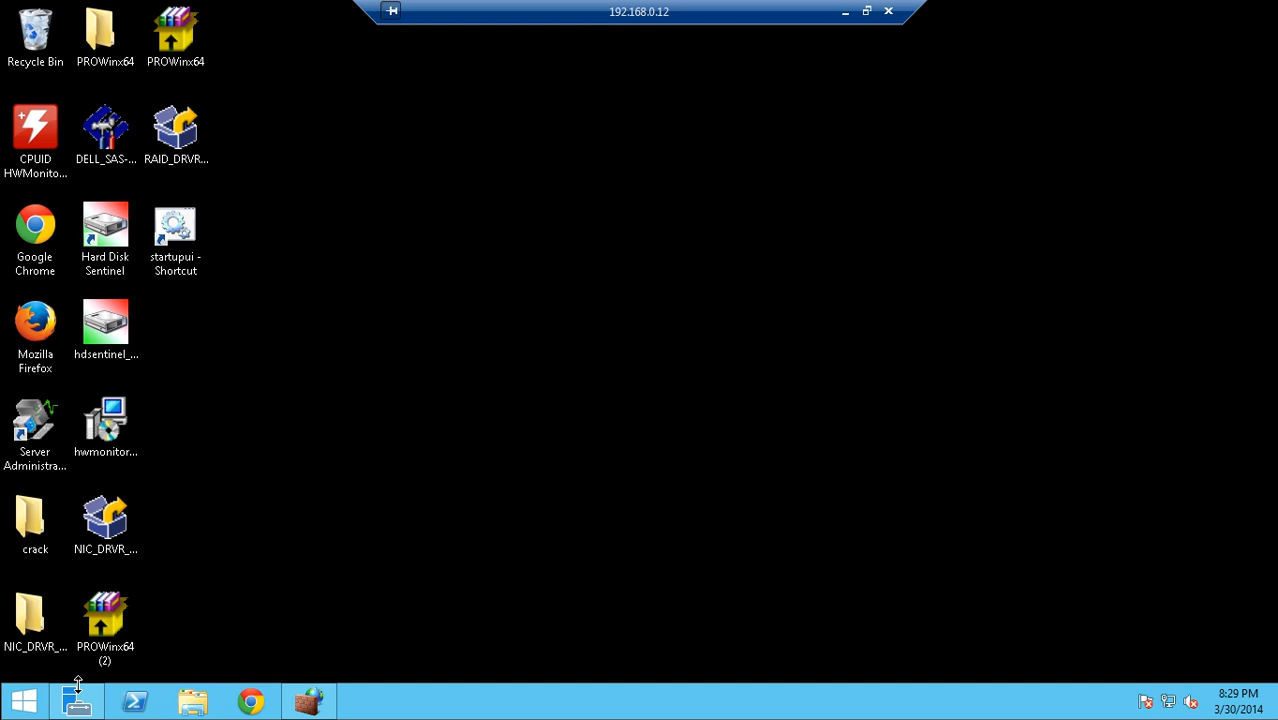 192.168.0.12
Recycle Bin
PROWinx64
PROWinx64
CPUID
HWMonito...
DELL_SAS-...
RAID_DRVR...
Google
Chrome
Hard Disk
Sentinel
startupui -
Shortcut
Mozilla
Firefox
hdsentinel_...
Server
Administra...
hwmonitor...
crack
NIC_DRVR_...
NIC_DRVR_...
PROWinx64
(2)
8:29 PM
3/30/2014